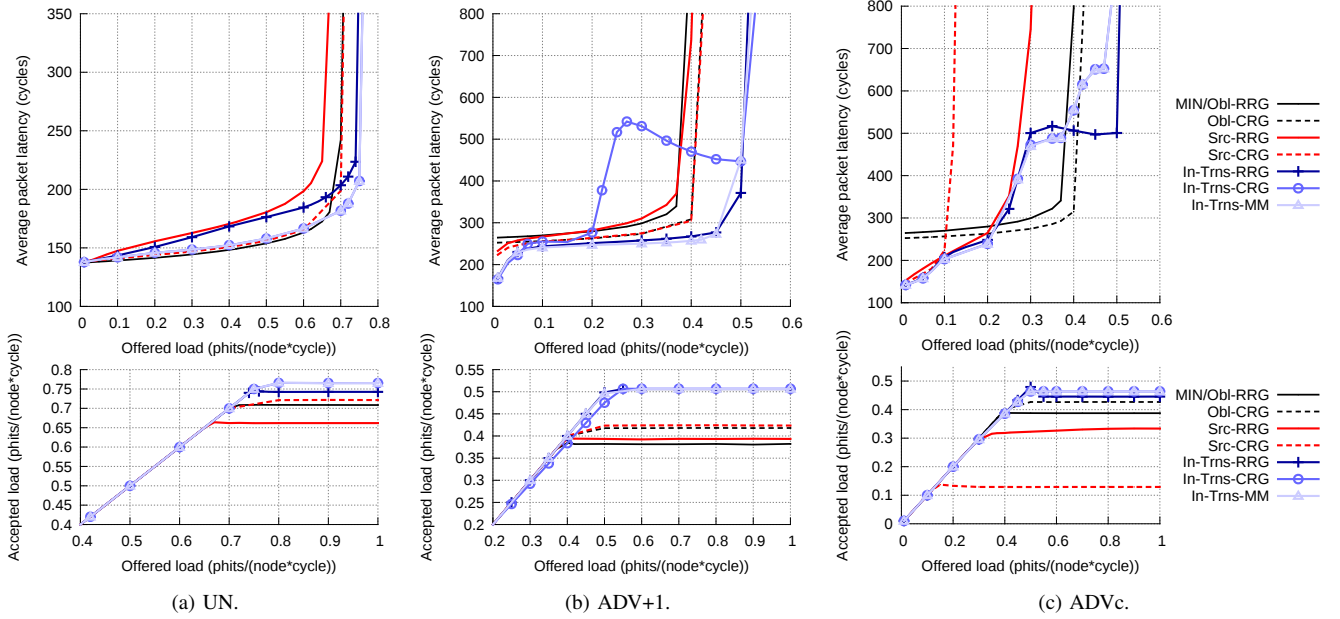 Average packet latency (cycles)
350
300
250
200
150
100
0 0.1 0.2 0.3 0.4 0.5 0.6 0.7 0.8
Offered load (phits/(node*cycle))
Average packet latency (cycles)
800
700
600
500
400
300
200
100
0 0.1 0.2 0.3 0.4 0.5 0.6
Offered load (phits/(node*cycle))
Average packet latency (cycles)
800
700
600
500
400
300
200
100
0 0.1 0.2 0.3 0.4 0.5 0.6
Offered load (phits/(node*cycle))
MIN/Obl-RRG
Obl-CRG
Src-RRG
Src-CRG
In-Trns-RRG
In-Trns-CRG
In-Trns-MM
Accepted load (phits/(node*cycle))
0.8
0.75
0.7
0.65
0.6
0.55
0.5
0.45
0.4
0.4 0.5 0.6 0.7 0.8 0.9 1
Offered load (phits/(node*cycle))
Accepted load (phits/(node*cycle))
0.55
0.5
0.45
0.4
0.35
0.3
0.25
0.2
0.2 0.3 0.4 0.5 0.6 0.7 0.8 0.9 1
Offered load (phits/(node*cycle))
Accepted load (phits/(node*cycle))
0.5
0.4
0.3
0.2
0.1
0
0 0.2 0.4 0.6 0.8 1
Offered load (phits/(node*cycle))
MIN/Obl-RRG
Obl-CRG
Src-RRG
Src-CRG
In-Trns-RRG
In-Trns-CRG
In-Trns-MM
(a) UN.
(b) ADV+1.
(c) ADVc.